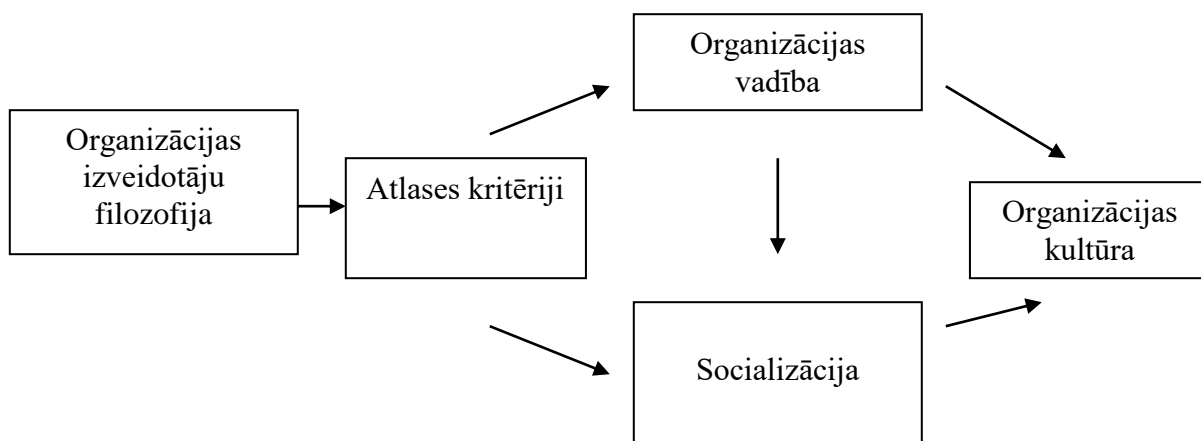 Organizācijas
izveidotāju
filozofija
Atlases kritēriji
Organizācijas
vadība
Socializācija
Organizācijas
kultūra